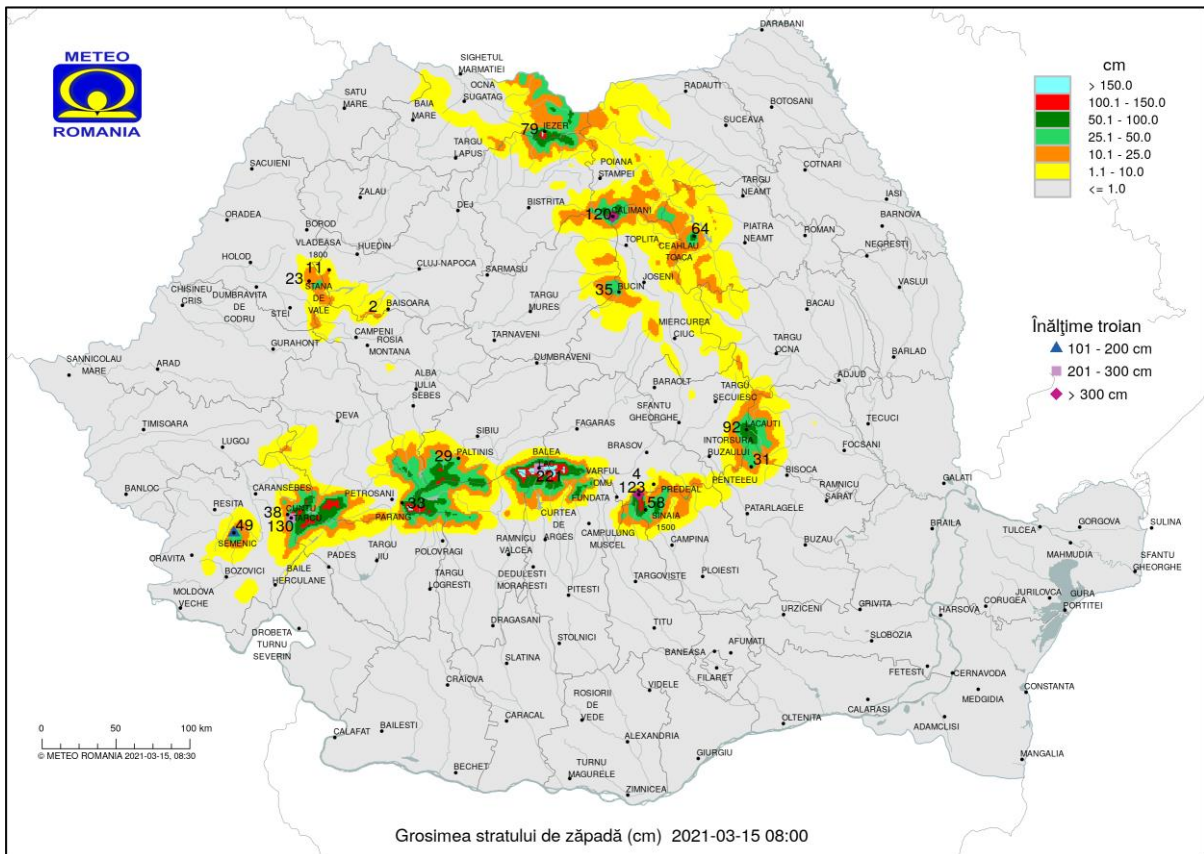 METEO
ROMANIA
DARABANI
SIGHETUL
MARMATIEI
OCNA
SUGATAG
SATU
MARE
BAIA
MARE
RADAUTI
BOTOSANI
SUCEAVA
79 IEZER
TARGU
LAPUS
POIANA
STAMPEI
COTNARI
SACUIENI
TARGU
NEAMT
IASI
ZALAU
BISTRITA
DEJ
120 CALIMANI
BARNOVA
ORADEA
BOROD
VLADEASA
1800
HUEDIN
TOPLITA
64
CEAHLAU
TOACA
PIATRA
NEAMT
ROMAN
NEGRESTI
HOLOD
11
23
STANA
DE
VALE
CLUJ-NAPOCA
SARMASU
JOSENI
35 BUCIN
VASLUI
CHISINEU
CRIS
DUMBRAVITA
DE
CODRU
STEI
2 BAISOARA
TARGU
MURES
BACAU
CAMPENI
ROSIA
MONTANA
TARNAVENI
MIERCUREA
CIUC
GURAHONT
TARGU
OCNA
BARLAD
SANNICOLAU
MARE
ARAD
DUMBRAVENI
ALBA
IULIA
SEBES
BARAOLT
TARGU
SECUIESC
ADJUD
SFANTU
GHEORGHE
DEVA
TIMISOARA
FAGARAS
92 LACAUTI
TECUCI
LUGOJ
SIBIU
BRASOV
INTORSURA
BUZAULUI
FOCSANI
29 PALTINIS
BALEA
22
VARFUL
OMU
FUNDATA
4
123
PREDEAL
58
SINAIA
1500
31
PENTELEU
BISOCA
GALATI
BANLOC
CARANSEBES
RESITA
CUNTU
38 TARCU
130
PETROSANI
33
PARANG
CURTEA
DE
ARGES
RAMNICU
SARAT
PATARLAGELE
49
SEMENIC
CAMPULUNG
MUSCEL
CAMPINA
BRAILA
TULCEA
GORGOVA
SULINA
ORAVITA
PADES
TARGU
JIU
POLOVRAGI
RAMNICU
VALCEA
BUZAU
MAHMUDIA
BOZOVICI
BAILE
HERCULANE
TARGU
LOGRESTI
DEDULESTI
MORARESTI
PITESTI
TARGOVISTE
PLOIESTI
SFANTU
GHEORGHE
MOLDOVA
VECHE
URZICENI
GRIVITA
HARSOVA
CORUGEA
JURILOVCA
GURA
PORTITEI
DROBETA
TURNU
SEVERIN
DRAGASANI
STOLNICI
TITU
BANEASA
AFUMATI
FILARET
SLOBOZIA
SLATINA
FETESTI
CERNAVODA
MEDGIDIA
CONSTANTA
CRAIOVA
ROSIORII
DE
VEDE
VIDELE
CARACAL
CALARASI
OLTENITA
ADAMCLISI
CALAFAT
BAILESTI
ALEXANDRIA
GIURGIU
MANGALIA
BECHET
TURNU
MAGURELE
ZIMNICEA
cm
> 150.0
100.1 - 150.0
50.1 - 100.0
25.1 - 50.0
10.1 - 25.0
1.1 - 10.0
<= 1.0
Înălţime troian
101 - 200 cm
201 - 300 cm
> 300 cm
0 50 100 km
© METEO ROMANIA 2021-03-15, 08:30
Grosimea stratului de zăpadă (cm) 2021-03-15 08:00